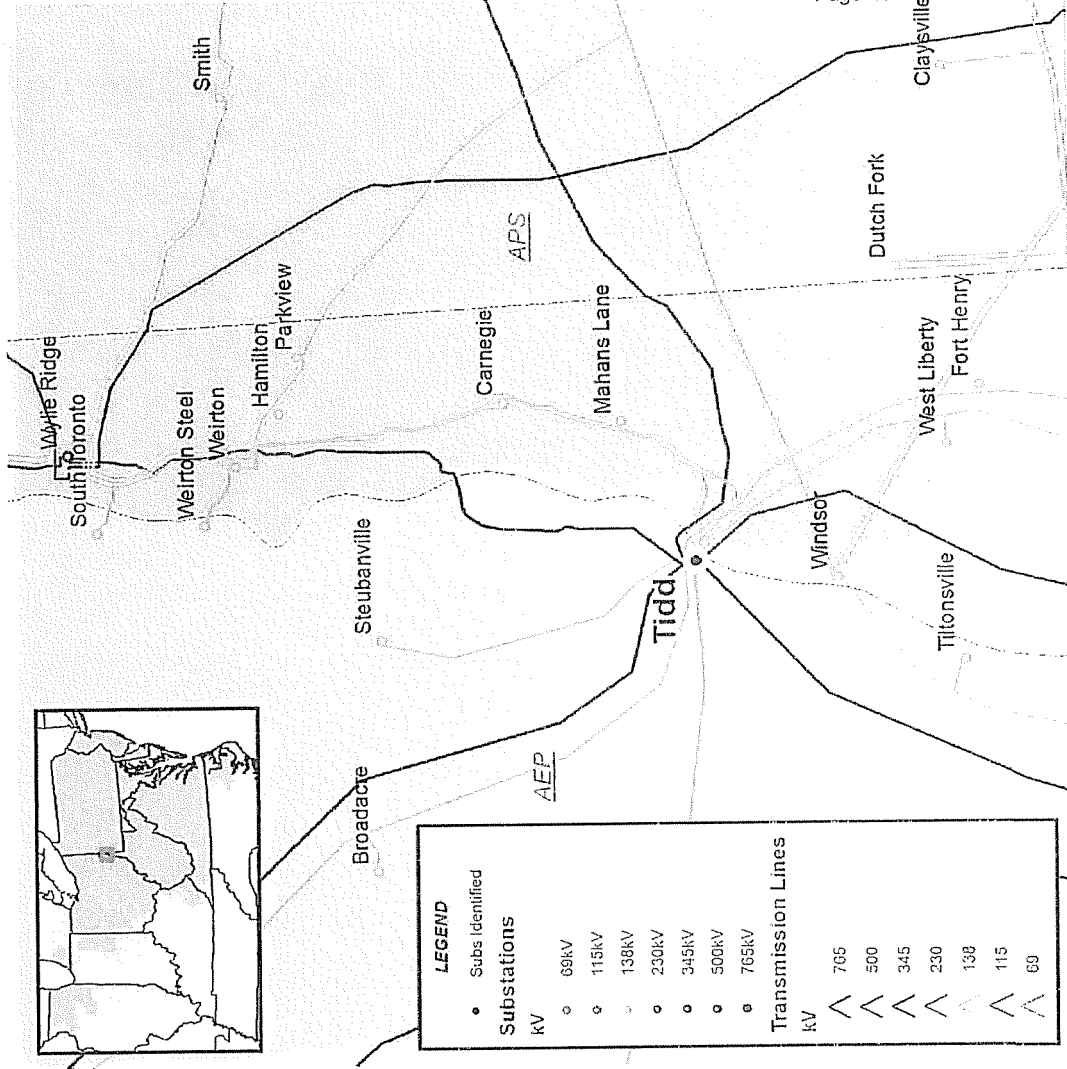 Smith
Claysville
Wylie Ridge
South Toronto
Weirton Steel
Weirton
Hamilton
Parkview
APS
Carnegie
Mahans Lane
Dutch Fork
Steubanville
Tidd
West Liberty
Fort Henry
Windsor
Tiltonsville
Broadacre
AEP
LEGEND
Subs Identified
Substations
kV
69kV
115kV
138kV
230kV
345kV
500kV
765kV
Transmission Lines
kV
765
500
345
230
138
115
69